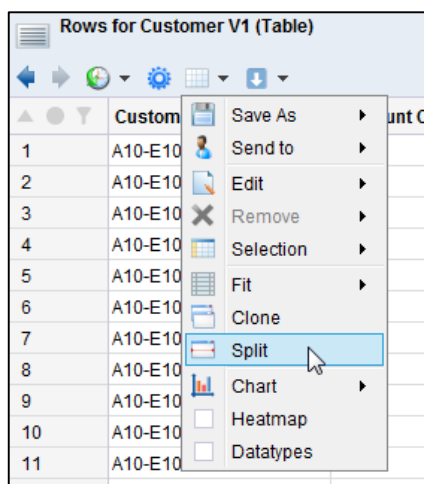 Rows for Customer V1 (Table)
Custom
unt C
Save As
Send to
Edit
Remove
Selection
Fit
Clone
Split
Chart
Heatmap
Datatypes
1 A10-E10
2 A10-E10
3 A10-E10
4 A10-E10
5 A10-E10
6 A10-E10
7 A10-E10
8 A10-E10
9 A10-E10
10 A10-E10
11 A10-E10